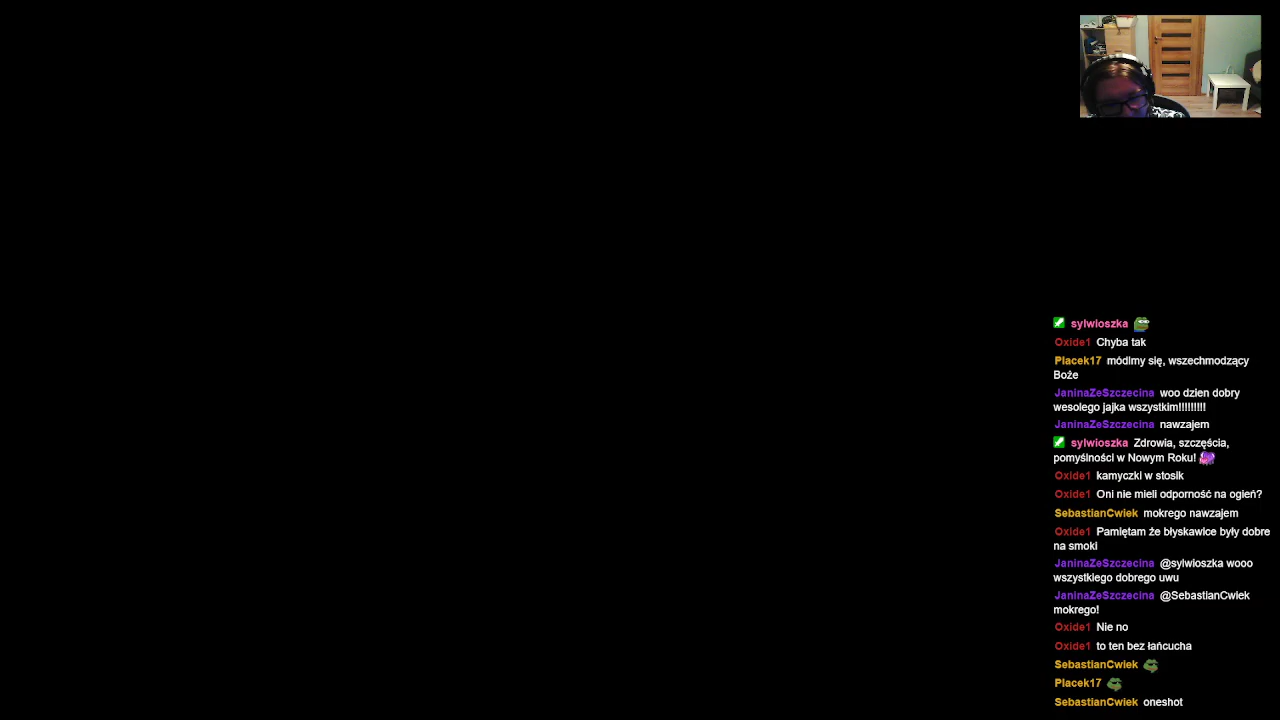 sylwioszka
Oxide1 Chyba tak
Placek17 módlmy się, wszechmodzący
Boże
JaninaZeSzczecina woo dzien dobry
wesolego jajka wszystkim!!!!!!!!!
JaninaZeSzczecina nawzajem
sylwioszka Zdrowia, szczęścia,
pomyślności w Nowym Roku!
Oxide1 kamyczki w stosik
Oxide1 Oni nie mieli odporność na ogień?
SebastianCwiek mokrego nawzajem
Oxide1 Pamiętam że błyskawice były dobre
na smoki
JaninaZeSzczecina @sylwioszka wooo
wszystkiego dobrego uwu
JaninaZeSzczecina @SebastianCwiek
mokrego!
Oxide1 Nie no
Oxide1 to ten bez łańcucha
SebastianCwiek
Placek17
SebastianCwiek oneshot